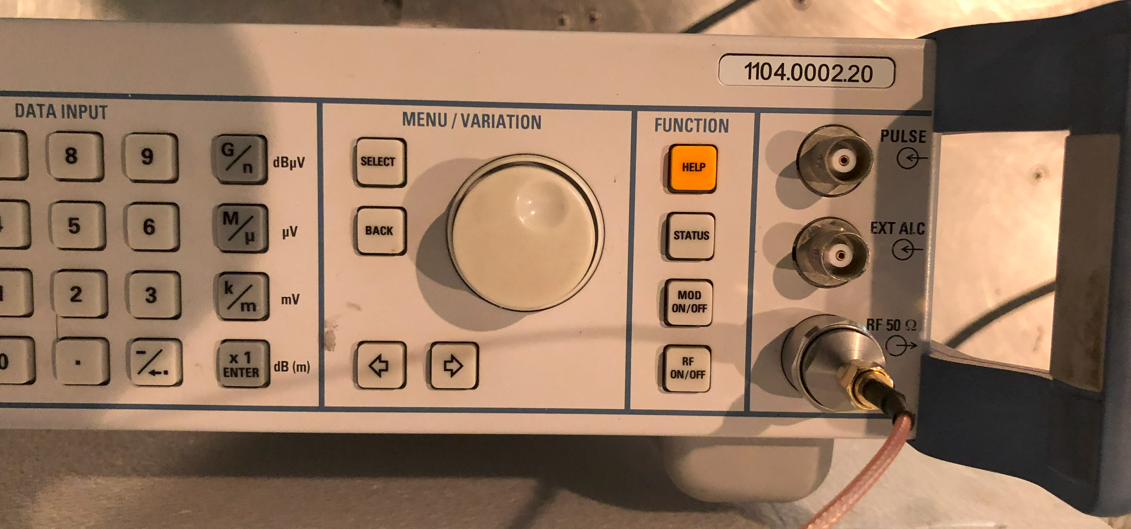 1104.0002.20
DATA INPUT
8
9
G/n
dBµV
5
6
M/µ
µV
2
3
k/m
mV
.
-/←.
x 1
ENTER
dB (m)
MENU / VARIATION
SELECT
BACK
FUNCTION
HELP
STATUS
MOD
ON/OFF
RF
ON/OFF
PULSE
EXT ALC
RF 50 Ω